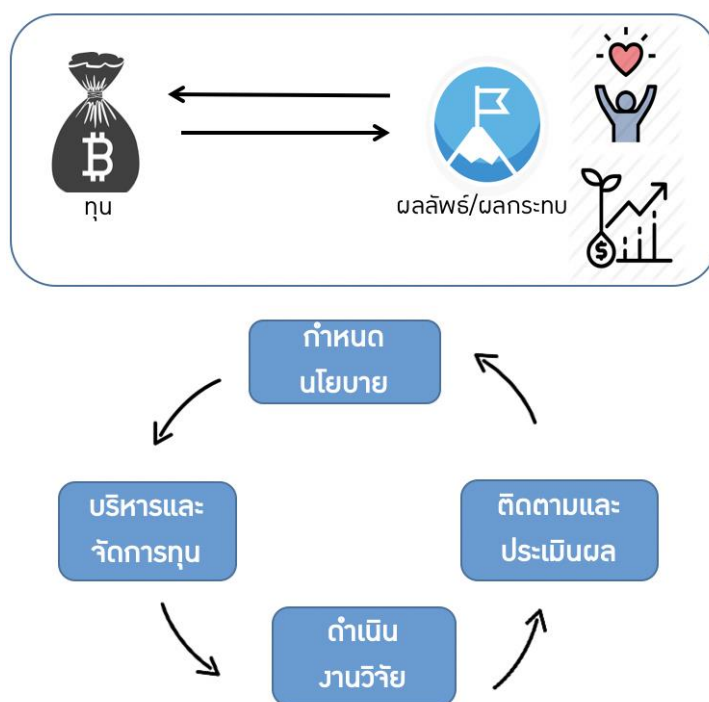 ทุน
ผลลัพธ์/ผลกระทบ
กำหนด
นโยบาย
บริหารและ
จัดการทุน
ติดตามและ
ประเมินผล
ดำเนิน
งานวิจัย